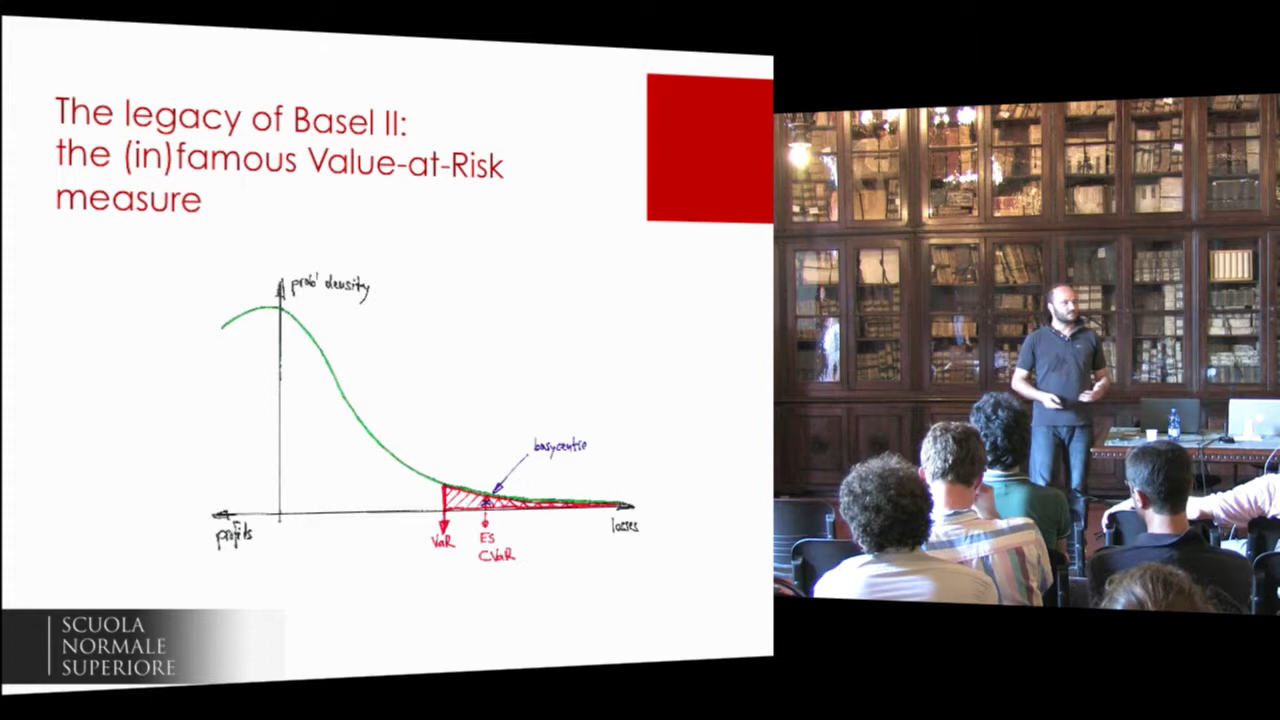 The legacy of Basel II:
the (in)famous Value-at-Risk
measure
prob' density
barycentre
profits
losses
VaR
ES
CVaR
SCUOLA
NORMALE
SUPERIORE